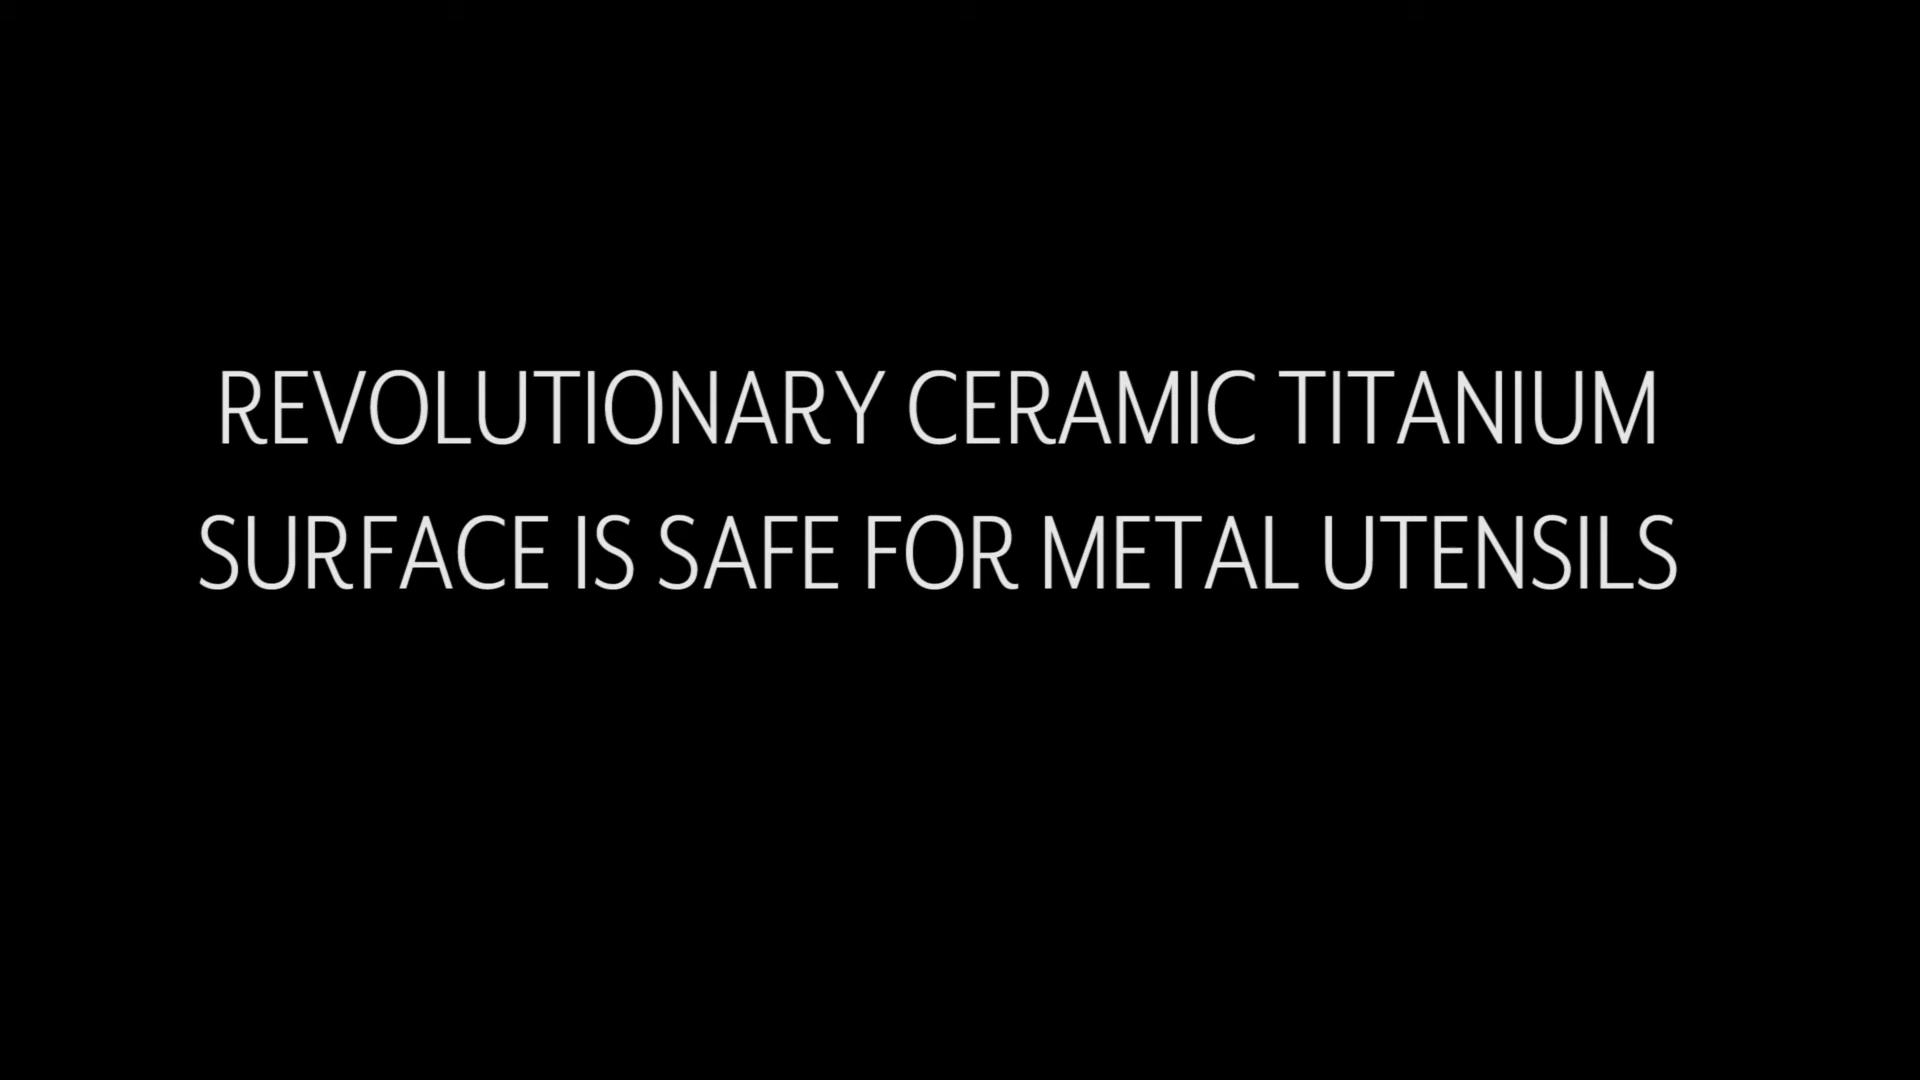 REVOLUTIONARY CERAMIC TITANIUM
SURFACE IS SAFE FOR METAL UTENSILS